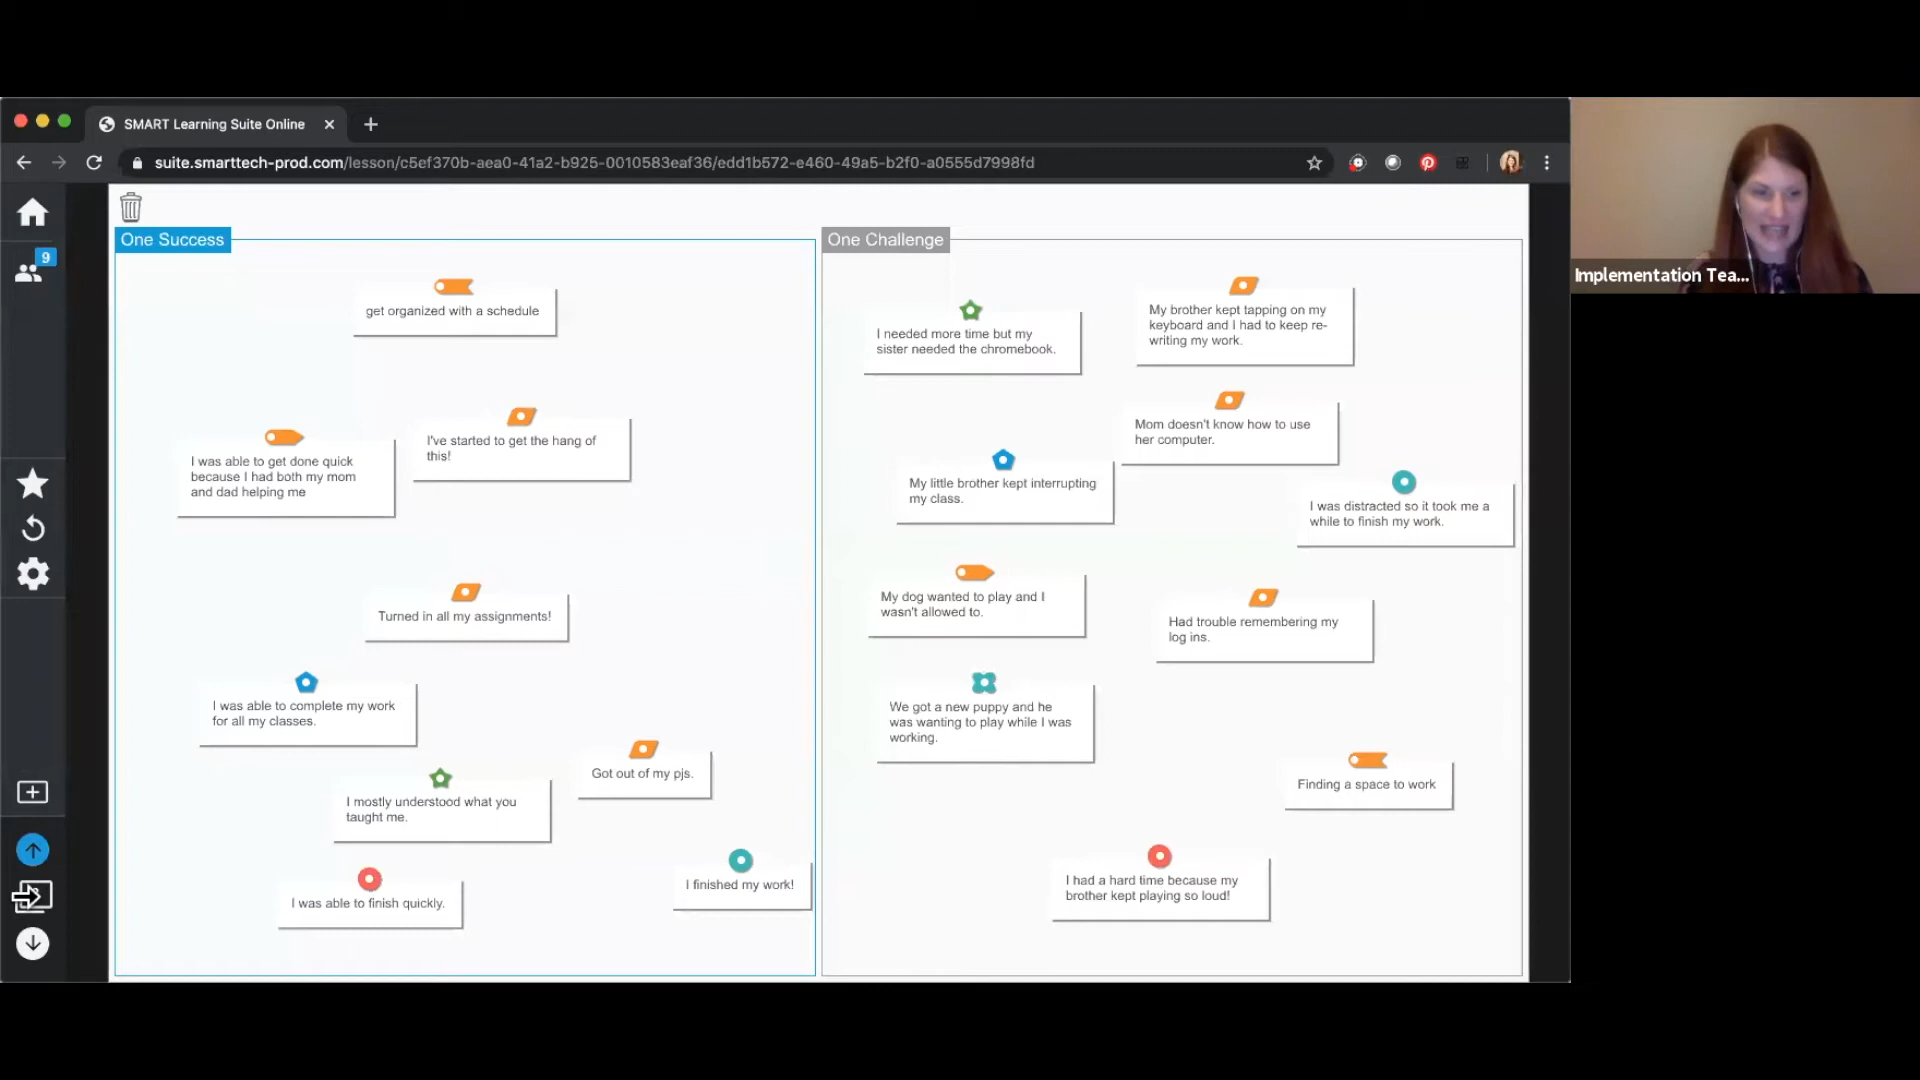 SMART Learning Suite Online
suite.smarttech-prod.com/lesson/c5ef370b-aea0-41a2-b925-0010583eaf36/edd1b572-e460-49a5-b2f0-a0555d7998fd
9
One Success
get organized with a schedule
I was able to get done quick
because I had both my mom
and dad helping me
I've started to get the hang of
this!
Turned in all my assignments!
I was able to complete my work
for all my classes.
Got out of my pjs.
I mostly understood what you
taught me.
I was able to finish quickly.
I finished my work!
One Challenge
I needed more time but my
sister needed the chromebook.
My brother kept tapping on my
keyboard and I had to keep re-
writing my work.
Mom doesn't know how to use
her computer.
My little brother kept interrupting
my class.
I was distracted so it took me a
while to finish my work.
My dog wanted to play and I
wasn't allowed to.
Had trouble remembering my
log ins.
We got a new puppy and he
was wanting to play while I was
working.
Finding a space to work
I had a hard time because my
brother kept playing so loud!
Implementation Tea...